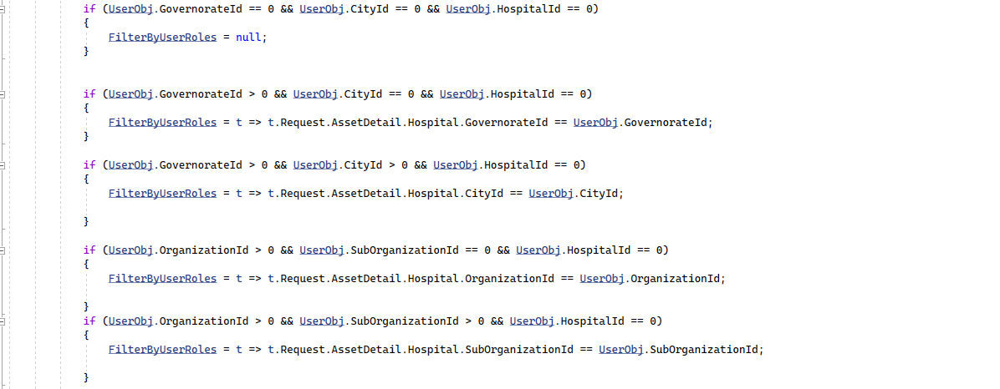 if (UserObj.GovernorateId == 0 && UserObj.CityId == 0 && UserObj.HospitalId == 0)
{
FilterByUserRoles = null;
}
if (UserObj.GovernorateId > 0 && UserObj.CityId == 0 && UserObj.HospitalId == 0)
{
FilterByUserRoles = t => t.Request.AssetDetail.Hospital.GovernorateId == UserObj.GovernorateId;
}
if (UserObj.GovernorateId > 0 && UserObj.CityId > 0 && UserObj.HospitalId == 0)
{
FilterByUserRoles = t => t.Request.AssetDetail.Hospital.CityId == UserObj.CityId;
}
if (UserObj.OrganizationId > 0 && UserObj.SubOrganizationId == 0 && UserObj.HospitalId == 0)
{
FilterByUserRoles = t => t.Request.AssetDetail.Hospital.OrganizationId == UserObj.OrganizationId;
}
if (UserObj.OrganizationId > 0 && UserObj.SubOrganizationId > 0 && UserObj.HospitalId == 0)
{
FilterByUserRoles = t => t.Request.AssetDetail.Hospital.SubOrganizationId == UserObj.SubOrganizationId;
}